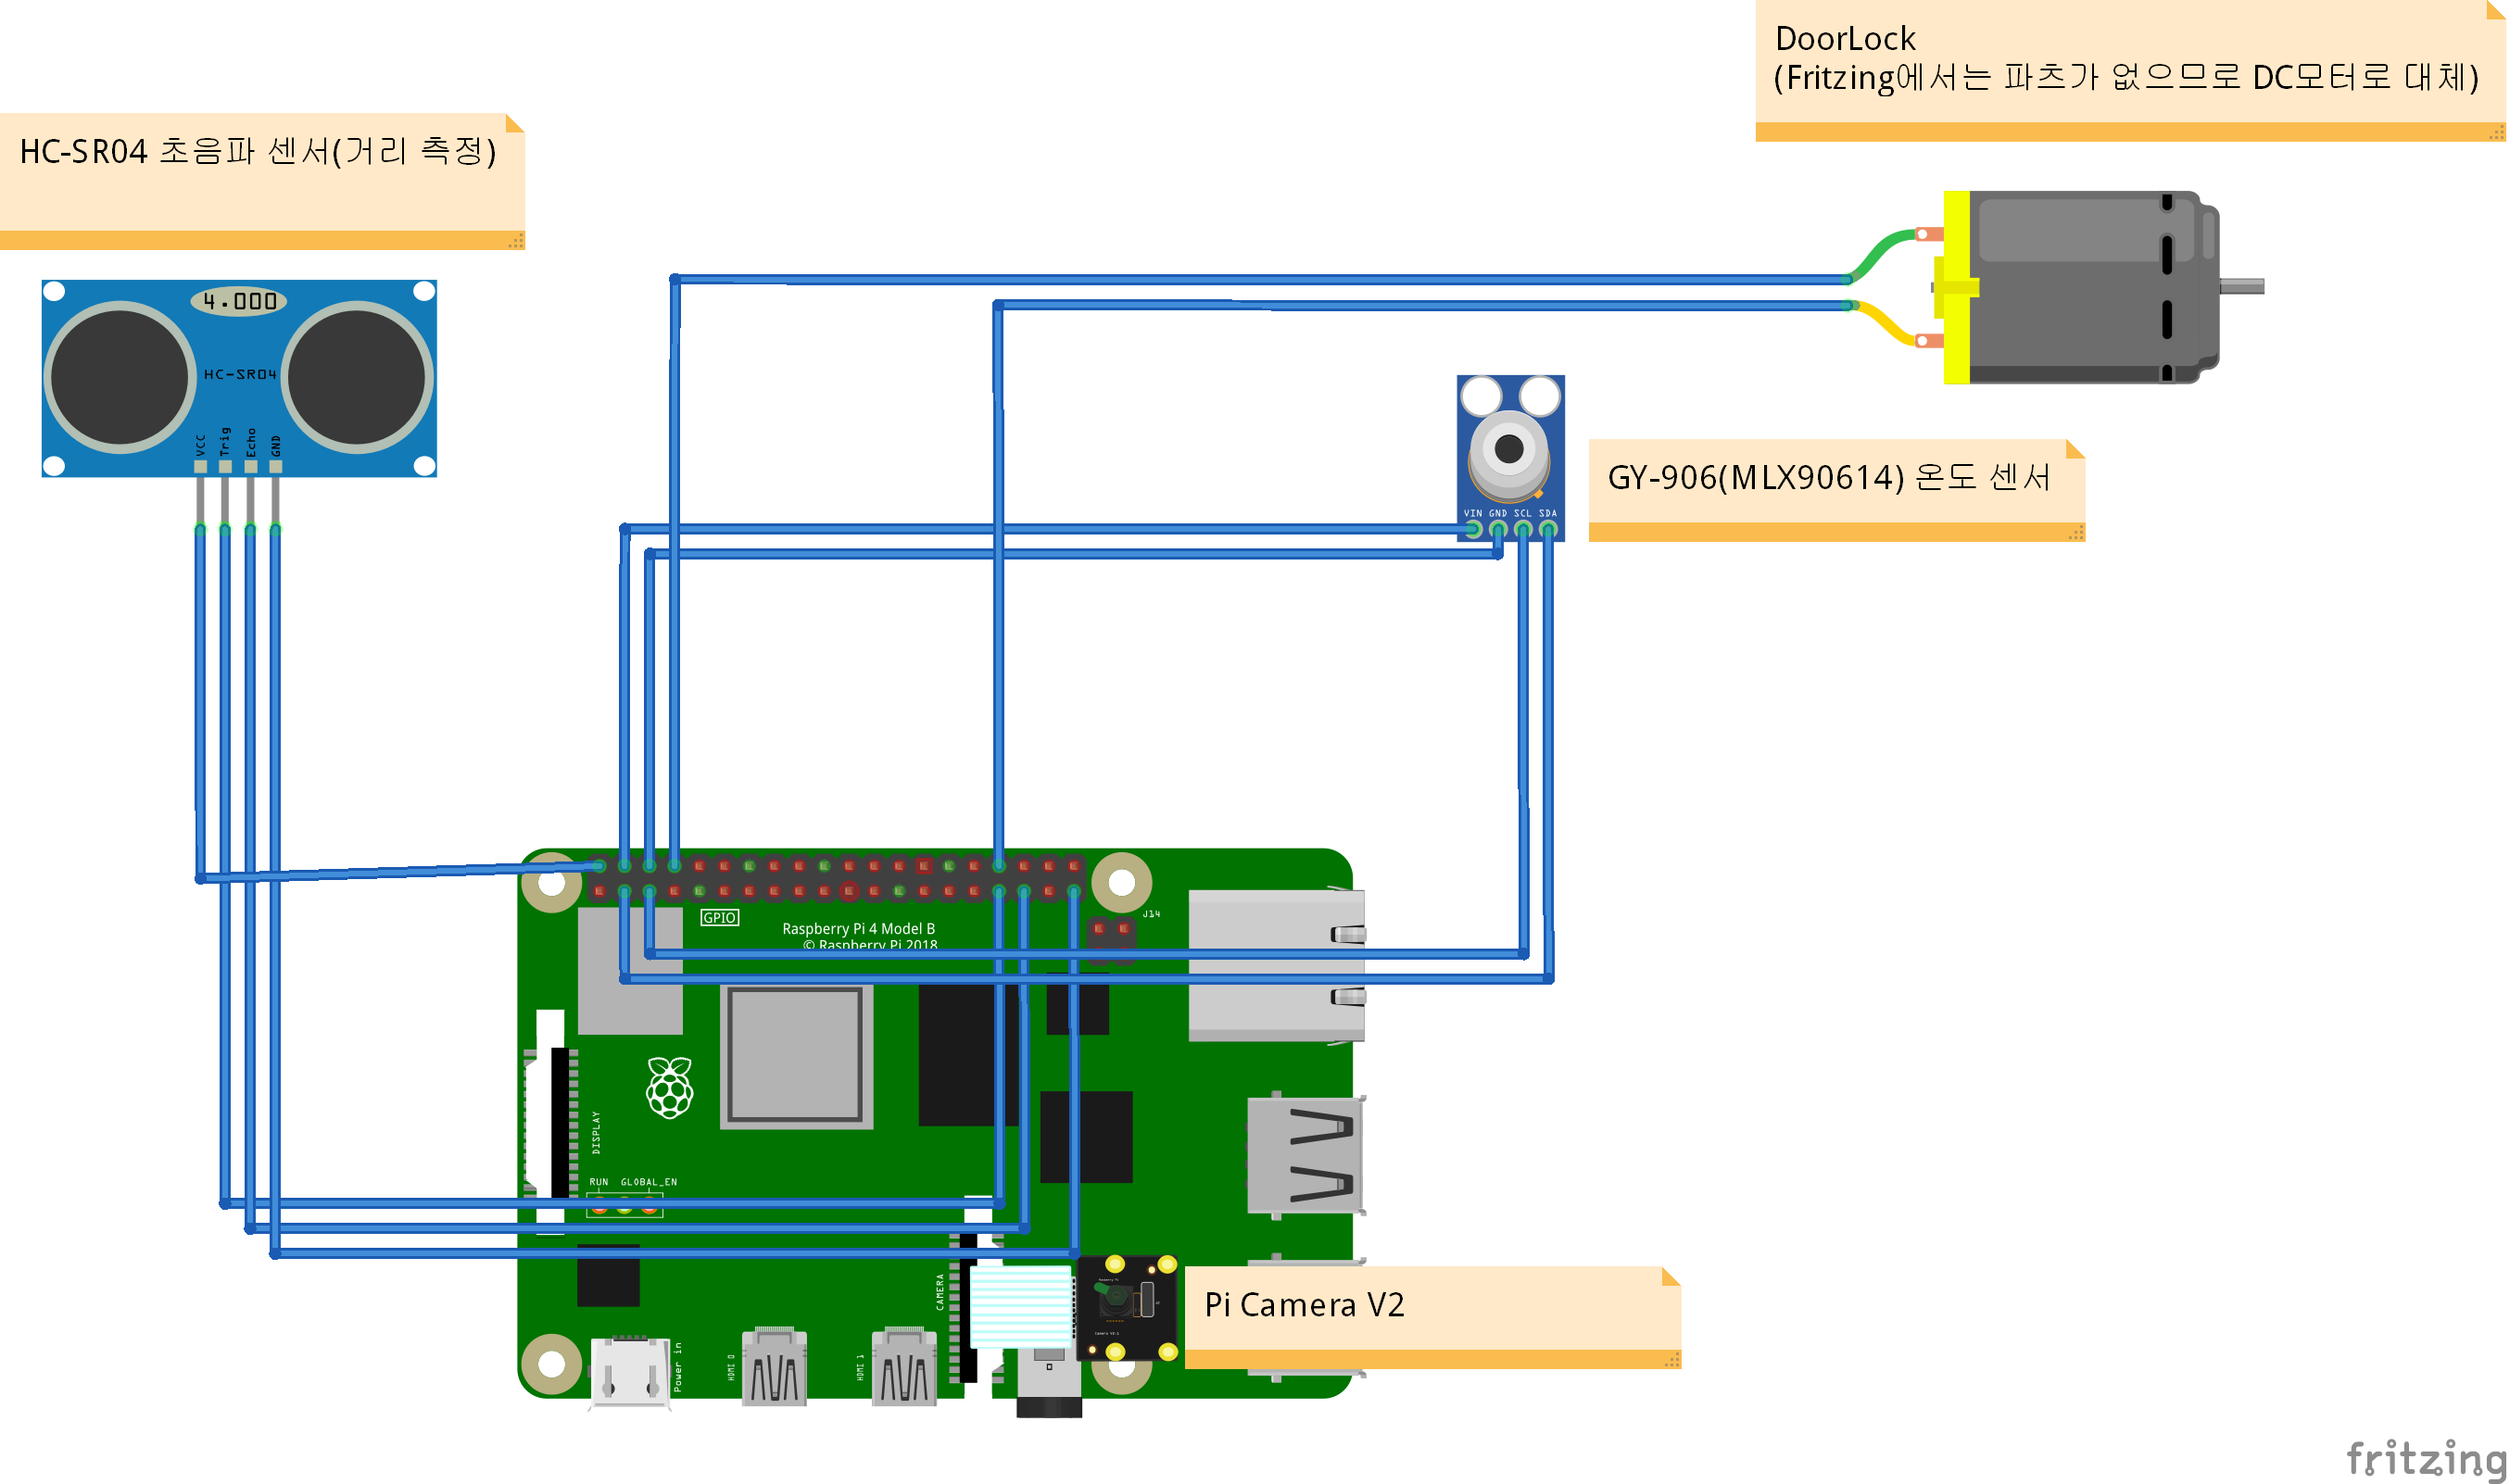 DoorLock
(Fritzing에서는 파츠가 없으므로 DC모터로 대체)
HC-SR04 초음파 센서(거리 측정)
4.000
HC-SR04
VCC
Trig
Echo
GND
GY-906(MLX90614) 온도 센서
VIN GND SCL SDA
GPIO
Raspberry Pi 4 Model B
© Raspberry Pi 2018
J14
DISPLAY
RUN GLOBAL_EN
CAMERA
Pi Camera V2
Power in
HDMI 0
HDMI 1
fritzing